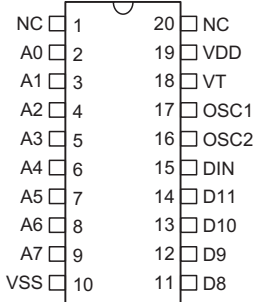 NC 1 20 NC
A0 2 19 VDD
A1 3 18 VT
A2 4 17 OSC1
A3 5 16 OSC2
A4 6 15 DIN
A5 7 14 D11
A6 8 13 D10
A7 9 12 D9
VSS 10 11 D8